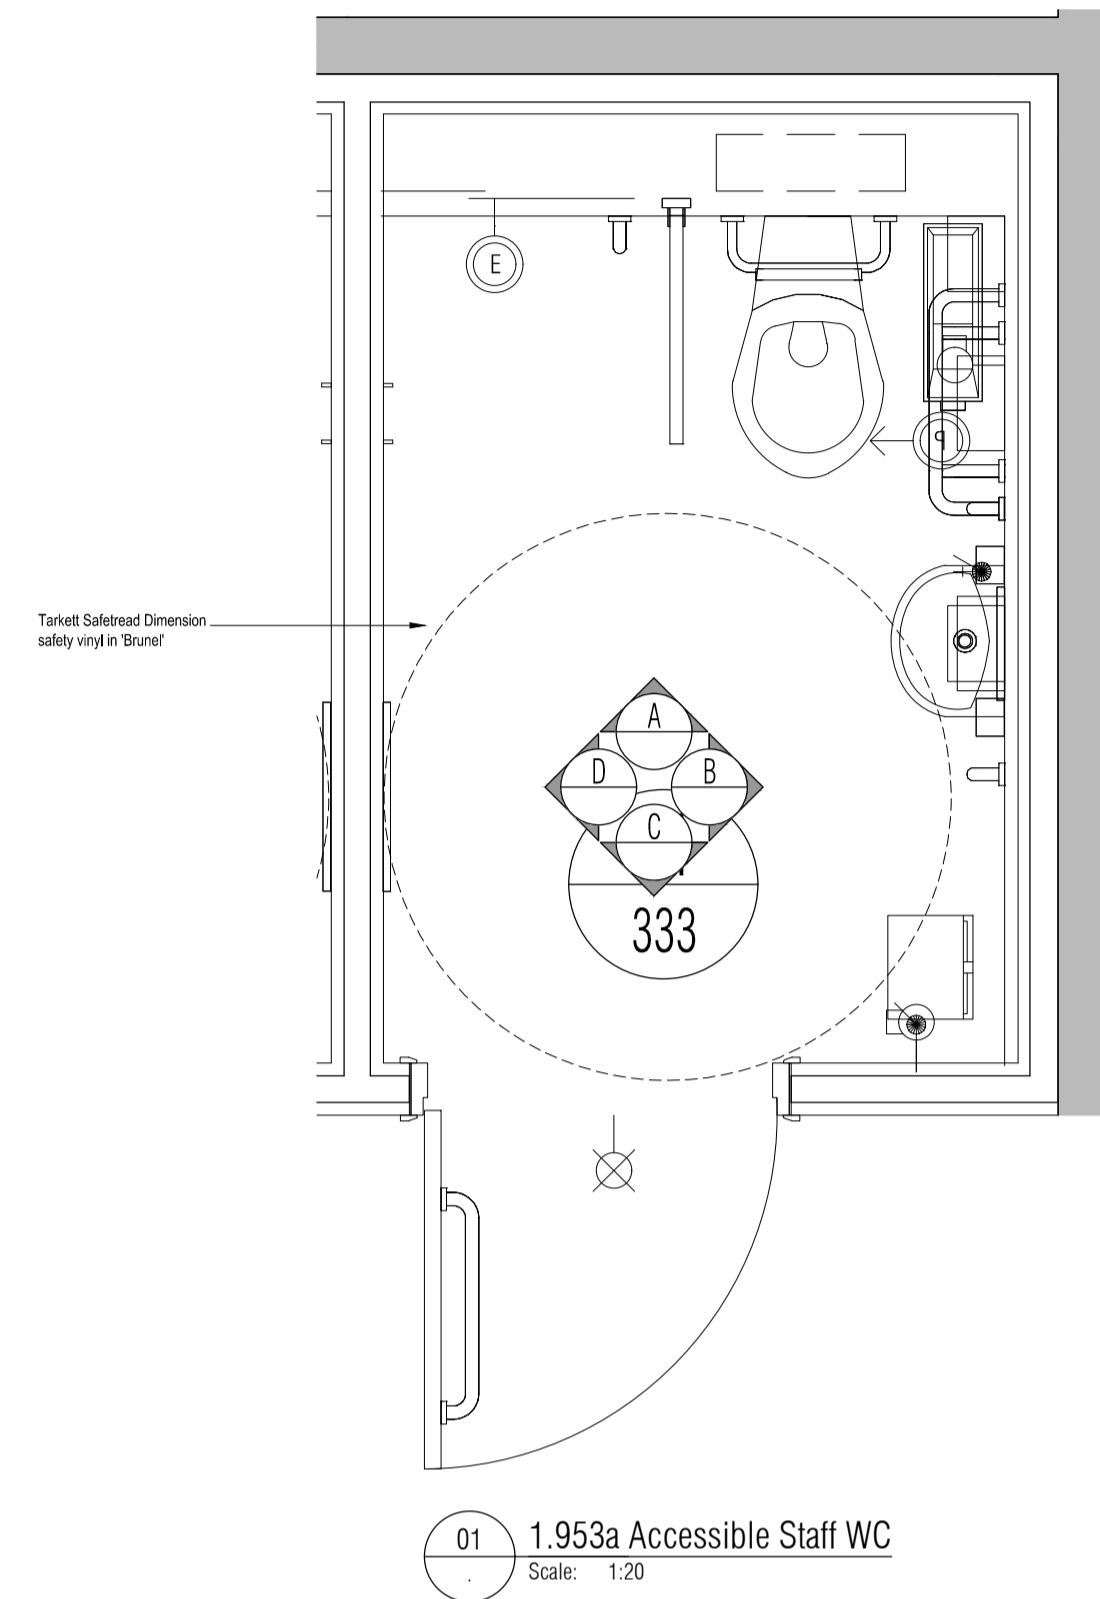 E
P
Tarkett Safetread Dimension
safety vinyl in 'Brunel'
A
D
B
C
333
01
1.953a Accessible Staff WC
Scale: 1:20